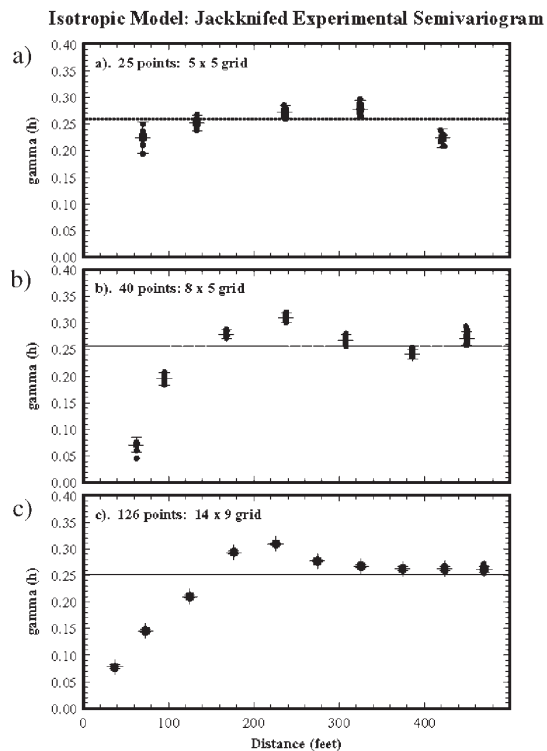 Isotropic Model: Jackknifed Experimental Semivariogram
a)
a). 25 points: 5 x 5 grid
0.40
0.35
0.30
0.25
0.20
0.15
0.10
0.05
0.00
gamma (h)
b)
b). 40 points: 8 x 5 grid
0.40
0.35
0.30
0.25
0.20
0.15
0.10
0.05
0.00
gamma (h)
c)
c). 126 points: 14 x 9 grid
0.40
0.35
0.30
0.25
0.20
0.15
0.10
0.05
0.00
gamma (h)
0 100 200 300 400
Distance (feet)